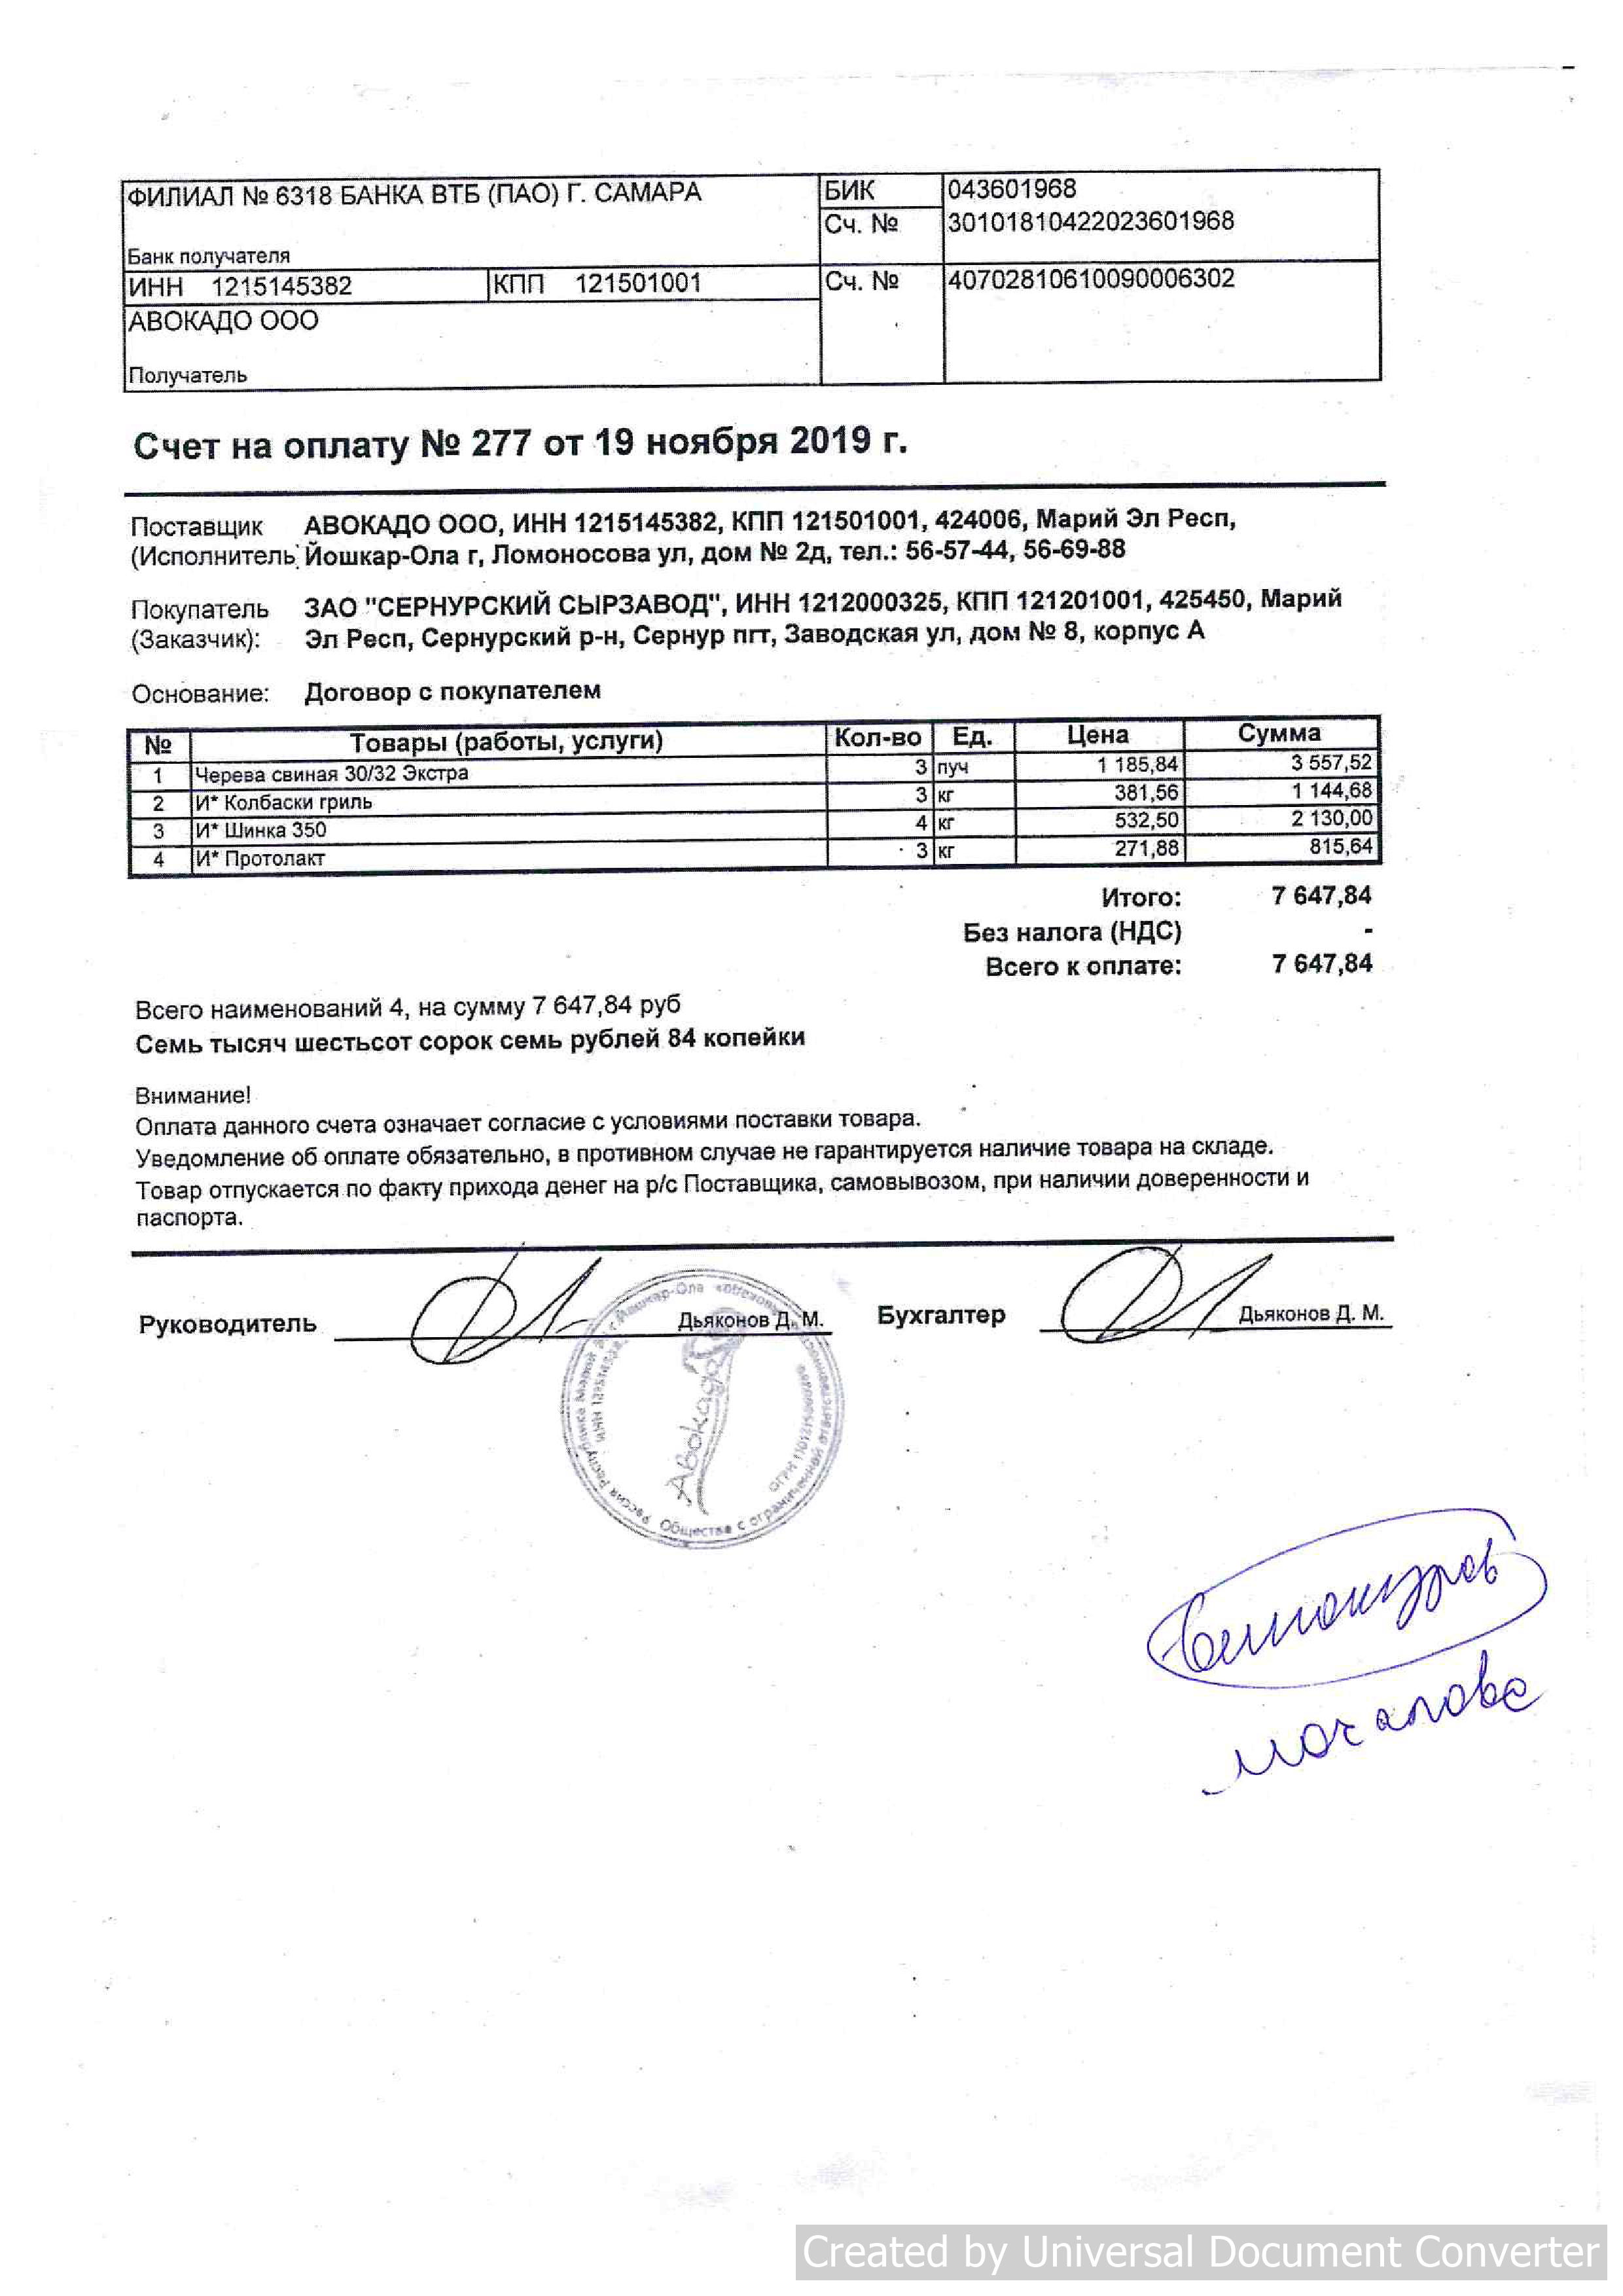 ФИЛИАЛ № 6318 БАНКА ВТБ (ПАО) Г. САМАРА
БИК 043601968
Сч. № 30101810422023601968
Банк получателя
ИНН 1215145382 КПП 121501001 Сч. № 40702810610090006302
АВОКАДО ООО
Получатель
Счет на оплату № 277 от 19 ноября 2019 г.
Поставщик АВОКАДО ООО, ИНН 1215145382, КПП 121501001, 424006, Марий Эл Респ,
(Исполнитель) Йошкар-Ола г, Ломоносова ул, дом № 2д, тел.: 56-57-44, 56-69-88
Покупатель ЗАО "СЕРНУРСКИЙ СЫРЗАВОД", ИНН 1212000325, КПП 121201001, 425450, Марий
(Заказчик): Эл Респ, Сернурский р-н, Сернур пгт, Заводская ул, дом № 8, корпус А
Основание: Договор с покупателем
№ Товары (работы, услуги) Кол-во Ед. Цена Сумма
1 Черева свиная 30/32 Экстра 3 пуч 1 185,84 3 557,52
2 И* Колбаски гриль 3 кг 381,56 1 144,68
3 И* Шинка 350 4 кг 532,50 2 130,00
4 И* Протолакт 3 кг 271,88 815,64
Итого: 7 647,84
Без налога (НДС) -
Всего к оплате: 7 647,84
Всего наименований 4, на сумму 7 647,84 руб
Семь тысяч шестьсот сорок семь рублей 84 копейки
Внимание!
Оплата данного счета означает согласие с условиями поставки товара.
Уведомление об оплате обязательно, в противном случае не гарантируется наличие товара на складе.
Товар отпускается по факту прихода денег на р/с Поставщика, самовывозом, при наличии доверенности и
паспорта.
Руководитель Дьяконов Д. М. Бухгалтер Дьяконов Д. М.
Авокадо
Общества с ограниченной ответственностью
Created by Universal Document Converter